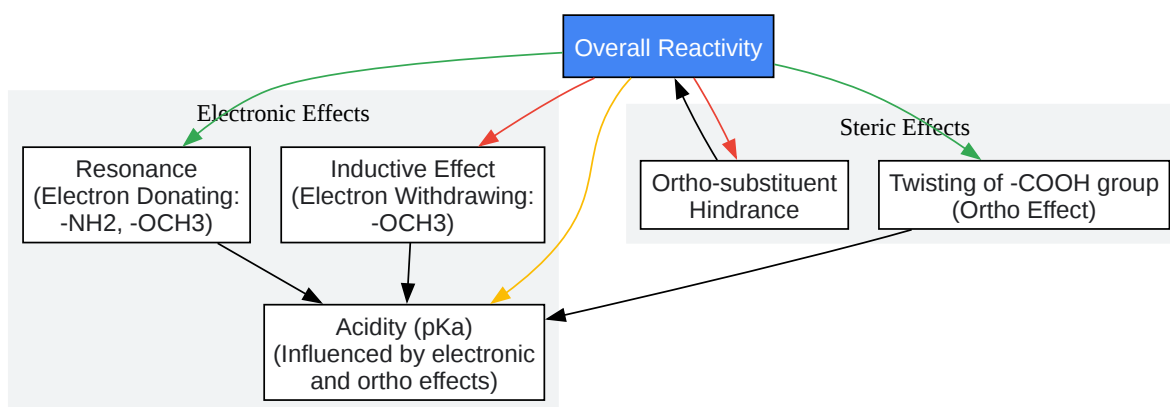 Overall Reactivity
Electronic Effects
Steric Effects
Resonance
(Electron Donating:
-NH2, -OCH3)
Inductive Effect
(Electron Withdrawing:
-OCH3)
Ortho-substituent
Hindrance
Twisting of -COOH group
(Ortho Effect)
Acidity (pKa)
(Influenced by electronic
and ortho effects)